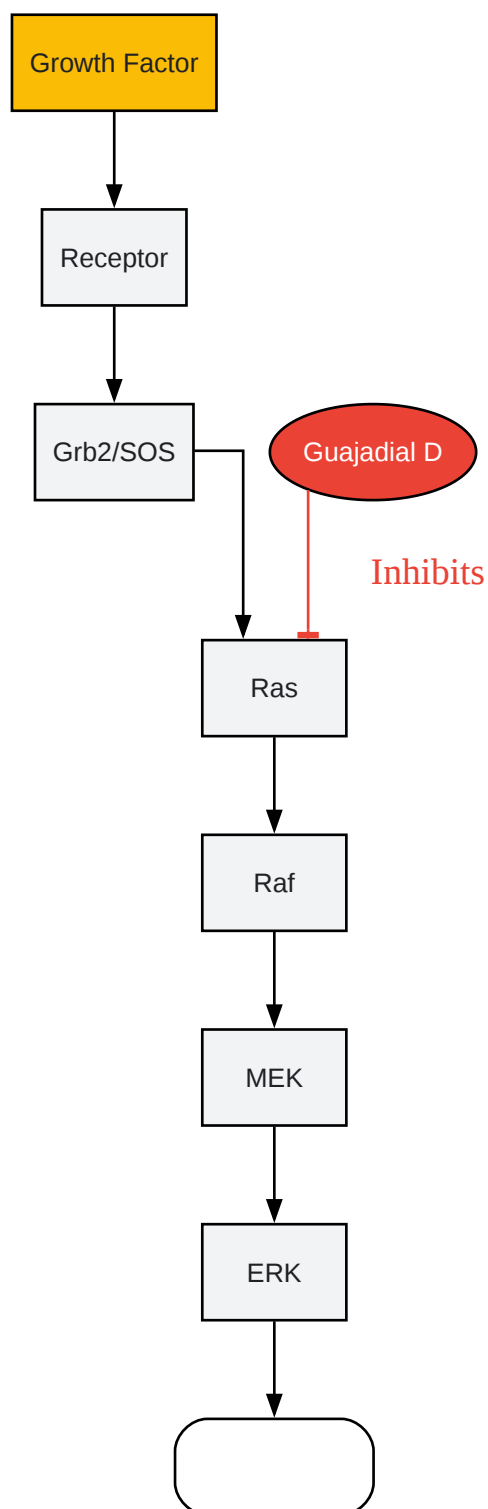 Growth Factor
Receptor
Grb2/SOS
Guajadial D
Inhibits
Ras
Raf
MEK
ERK